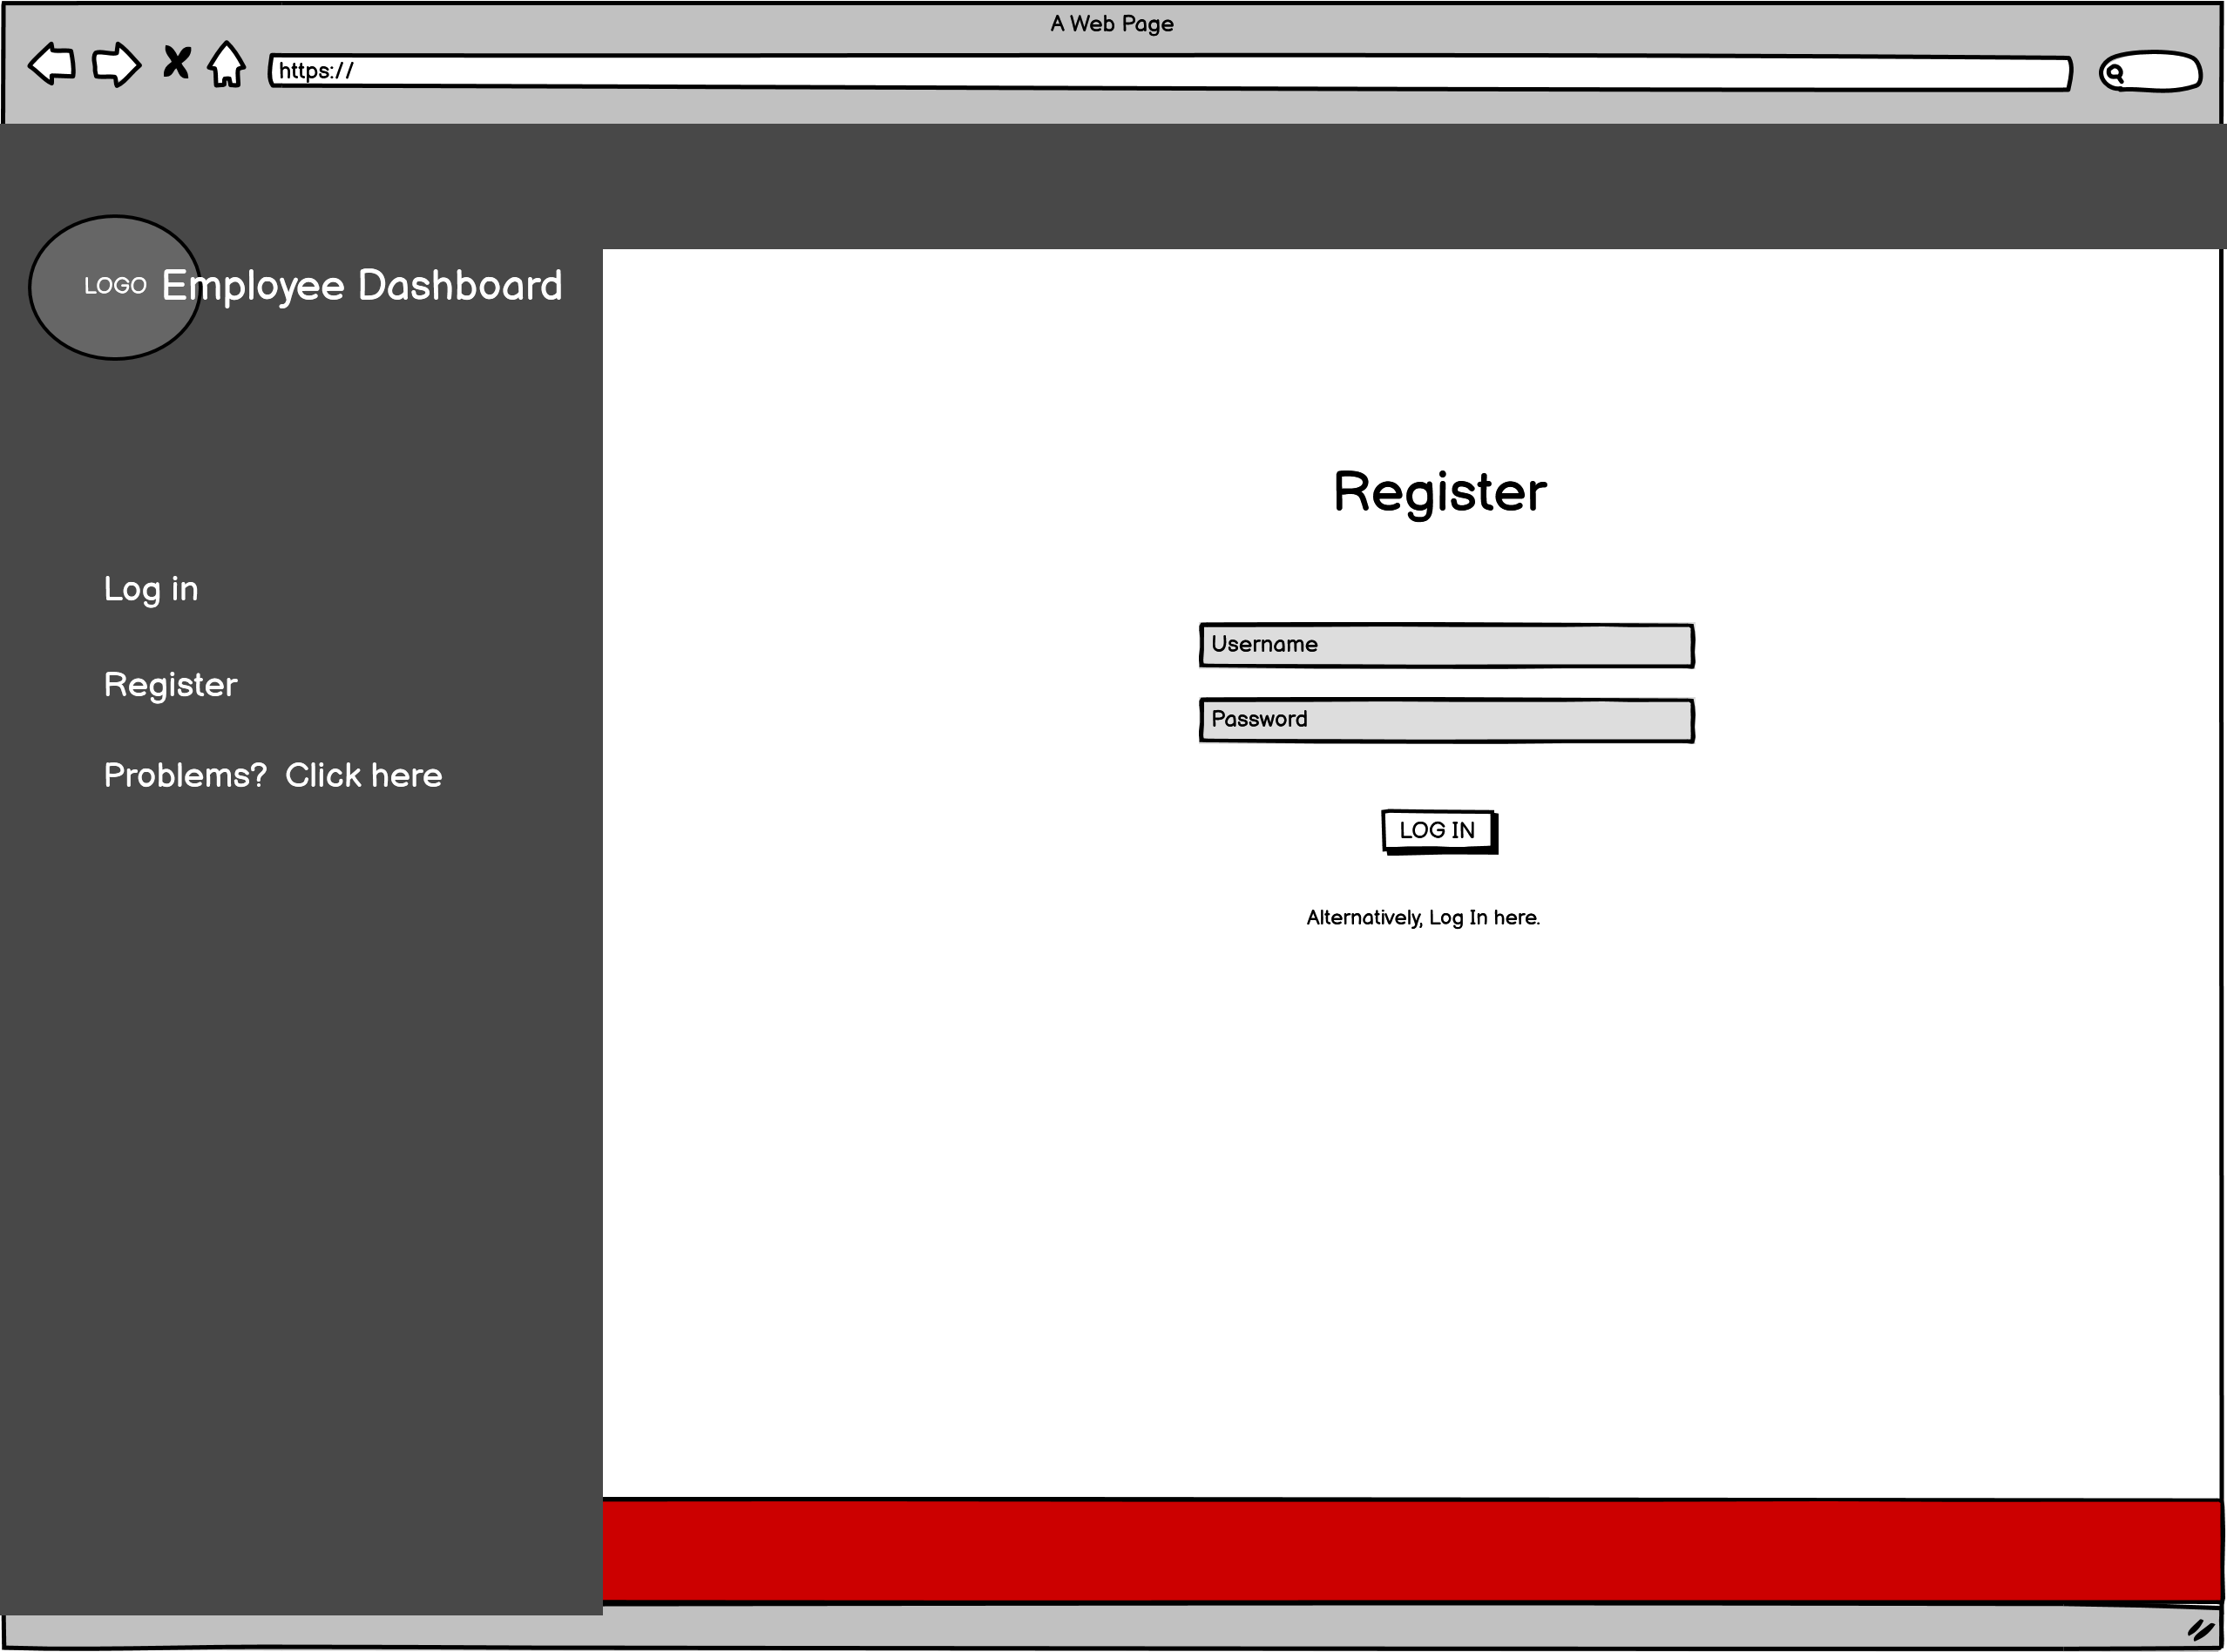 A Web Page
https://
LOGO Employee Dashboard
Register
Log in
Username
Register
Password
Problems? Click here
LOG IN
Alternatively, Log In here.